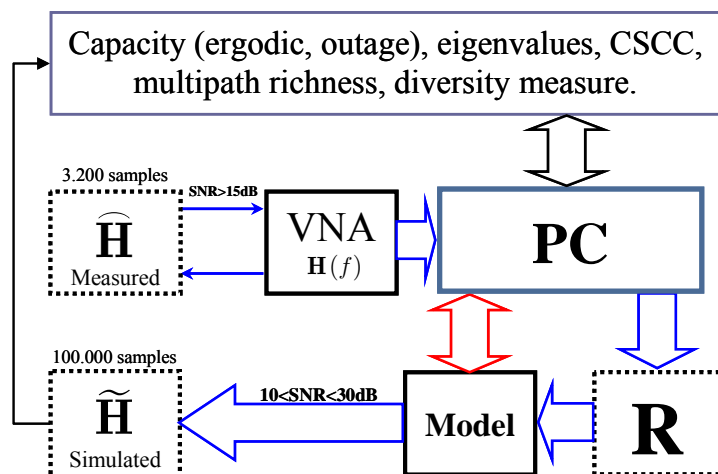 Capacity (ergodic, outage), eigenvalues, CSCC,
multipath richness, diversity measure.
3.200 samples
SNR>15dB
Ĥ
Measured
VNA
H(f)
PC
100.000 samples
H̃
Simulated
10<SNR<30dB
Model
R